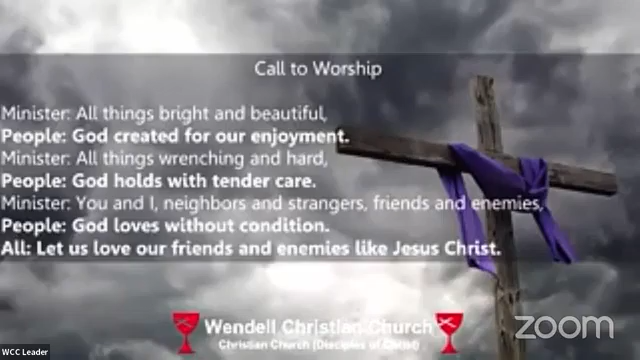 Call to Worship
Minister: All things bright and beautiful,
People: God created for our enjoyment.
Minister: All things wrenching and hard,
People: God holds with tender care.
Minister: You and I, neighbors and strangers, friends and enemies,
People: God loves without condition.
All: Let us love our friends and enemies like Jesus Christ.
Wendell Christian Church
Christian Church (Disciples of Christ)
WCC Leader
zoom